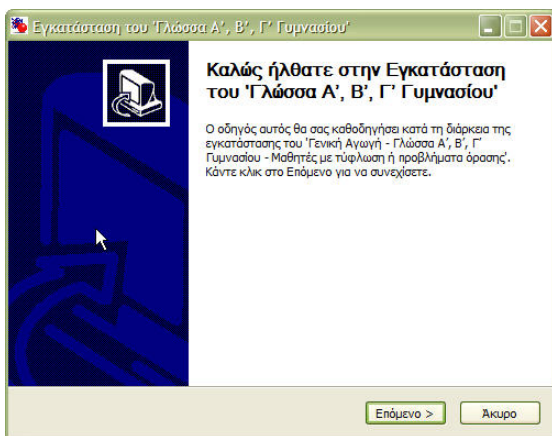 Εγκατάσταση του 'Γλώσσα Α', Β', Γ' Γυμνασίου'
Καλώς ήλθατε στην Εγκατάσταση
του 'Γλώσσα Α', Β', Γ' Γυμνασίου'
Ο οδηγός αυτός θα σας καθοδηγήσει κατά τη διάρκεια της
εγκατάστασης του 'Γενική Αγωγή - Γλώσσα Α', Β', Γ'
Γυμνασίου - Μαθητές με τύφλωση ή προβλήματα όρασης'.
Κάντε κλικ στο Επόμενο για να συνεχίσετε.
Επόμενο >
Άκυρο